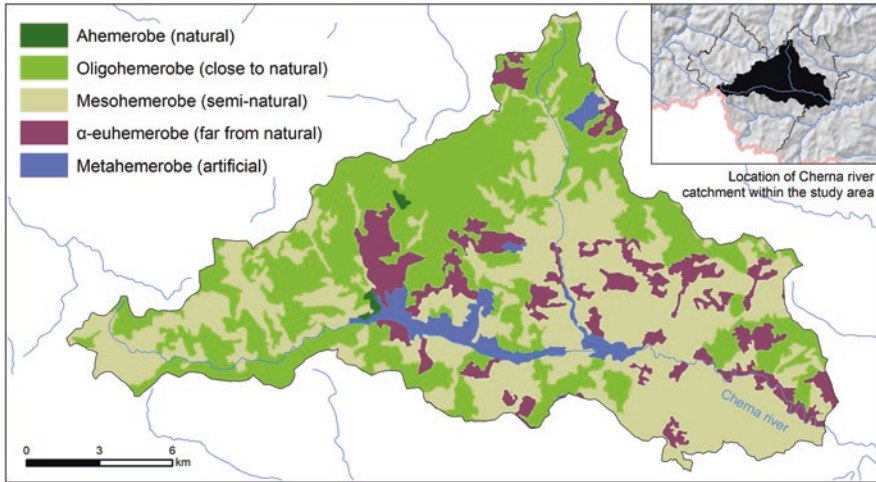 Ahemerobe (natural)
Oligohemerobe (close to natural)
Mesohemerobe (semi-natural)
α-euhemerobe (far from natural)
Metahemerobe (artificial)
Location of Cherna river
catchment within the study area
Cherna river
0 3 6
km